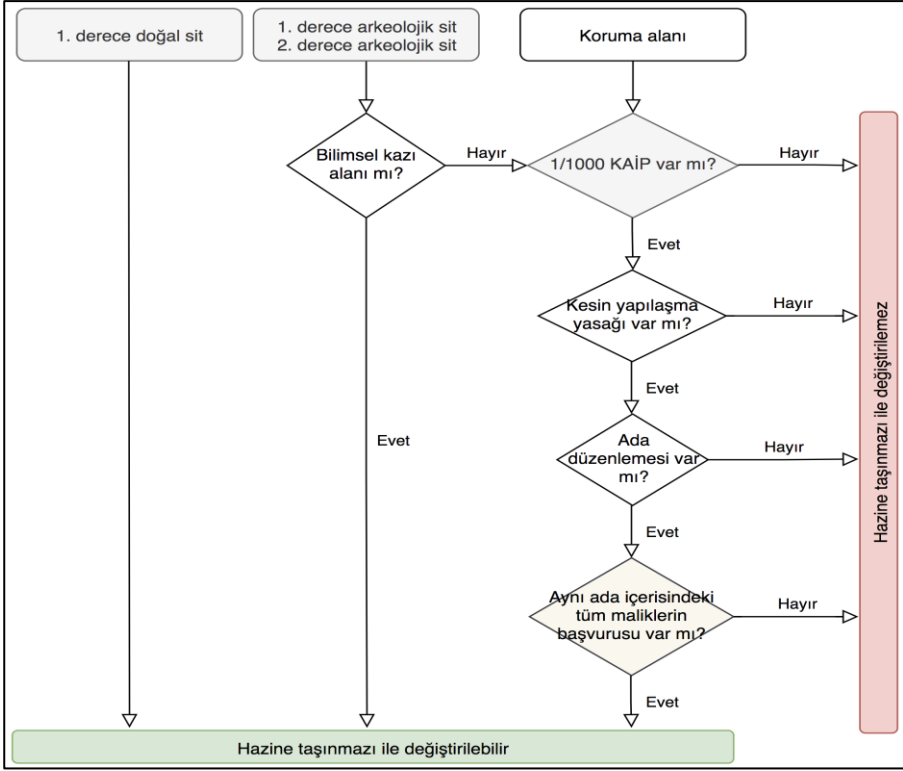 1. derece doğal sit
1. derece arkeolojik sit
2. derece arkeolojik sit
Koruma alanı
Bilimsel kazı
alanı mı?
Hayır
1/1000 KAİP var mı?
Hayır
Evet
Kesin yapılaşma
yasağı var mı?
Hayır
Evet
Evet
Ada
düzenlemesi var
mı?
Hayır
Evet
Aynı ada içerisindeki
tüm maliklerin
başvurusu var mı?
Hayır
Evet
Hazine taşınmazı ile değiştirilemez
Hazine taşınmazı ile değiştirilebilir